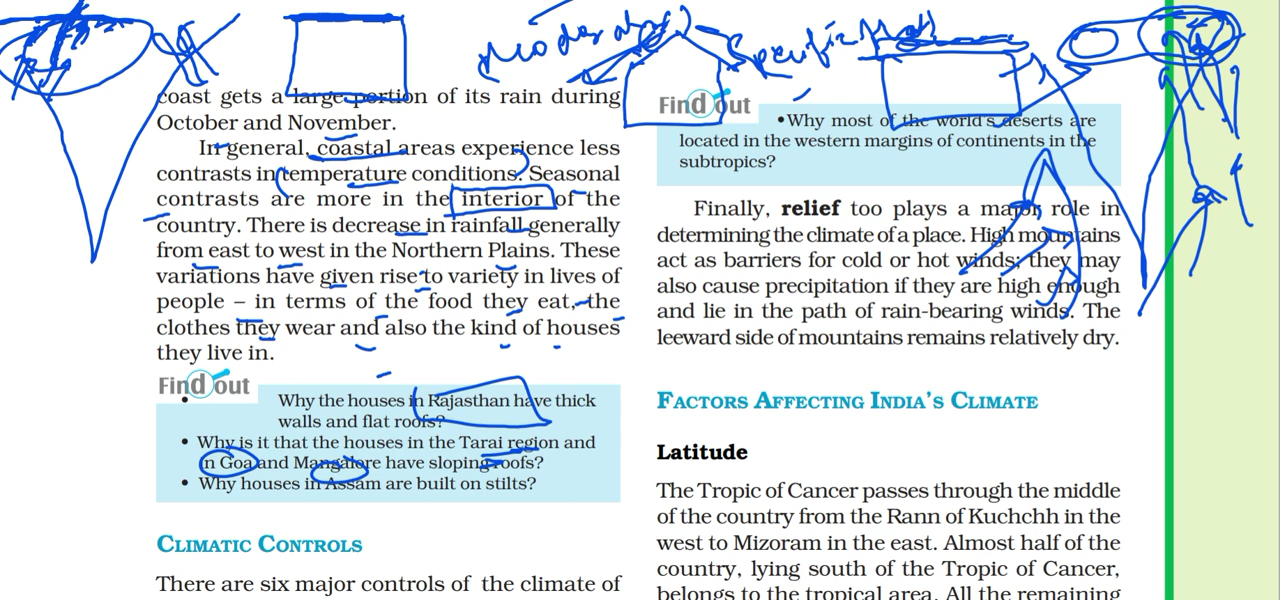 coast gets a large portion of its rain during
October and November.
In general, coastal areas experience less
contrasts in temperature conditions. Seasonal
contrasts are more in the interior of the
country. There is decrease in rainfall generally
from east to west in the Northern Plains. These
variations have given rise to variety in lives of
people – in terms of the food they eat, the
clothes they wear and also the kind of houses
they live in.
Find out
Why the houses in Rajasthan have thick
walls and flat roofs?
• Why is it that the houses in the Tarai region and
in Goa and Mangalore have sloping roofs?
• Why houses in Assam are built on stilts?
CLIMATIC CONTROLS
There are six major controls of the climate of
Find out
• Why most of the world's deserts are
located in the western margins of continents in the
subtropics?
Finally, relief too plays a major role in
determining the climate of a place. High mountains
act as barriers for cold or hot winds; they may
also cause precipitation if they are high enough
and lie in the path of rain-bearing winds. The
leeward side of mountains remains relatively dry.
FACTORS AFFECTING INDIA'S CLIMATE
Latitude
The Tropic of Cancer passes through the middle
of the country from the Rann of Kuchchh in the
west to Mizoram in the east. Almost half of the
country, lying south of the Tropic of Cancer,
belongs to the tropical area. All the remaining